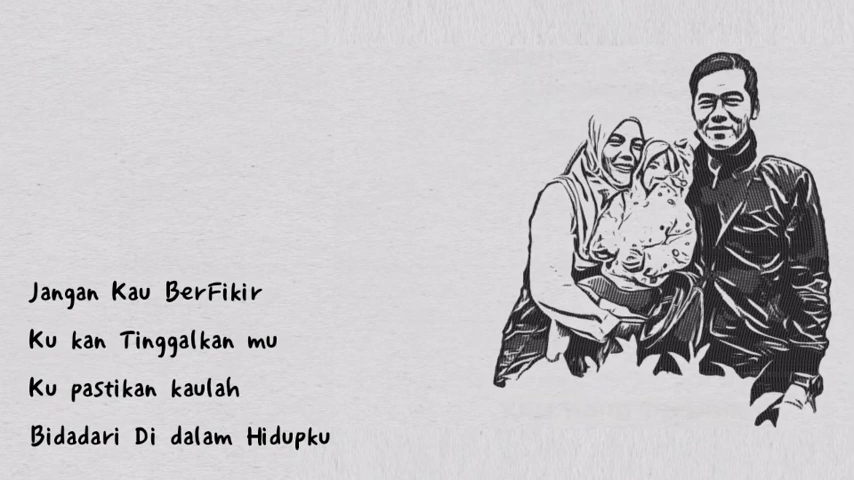 Jangan Kau BerFikir
Ku kan Tinggalkan mu
Ku pastikan kaulah
Bidadari Di dalam Hidupku